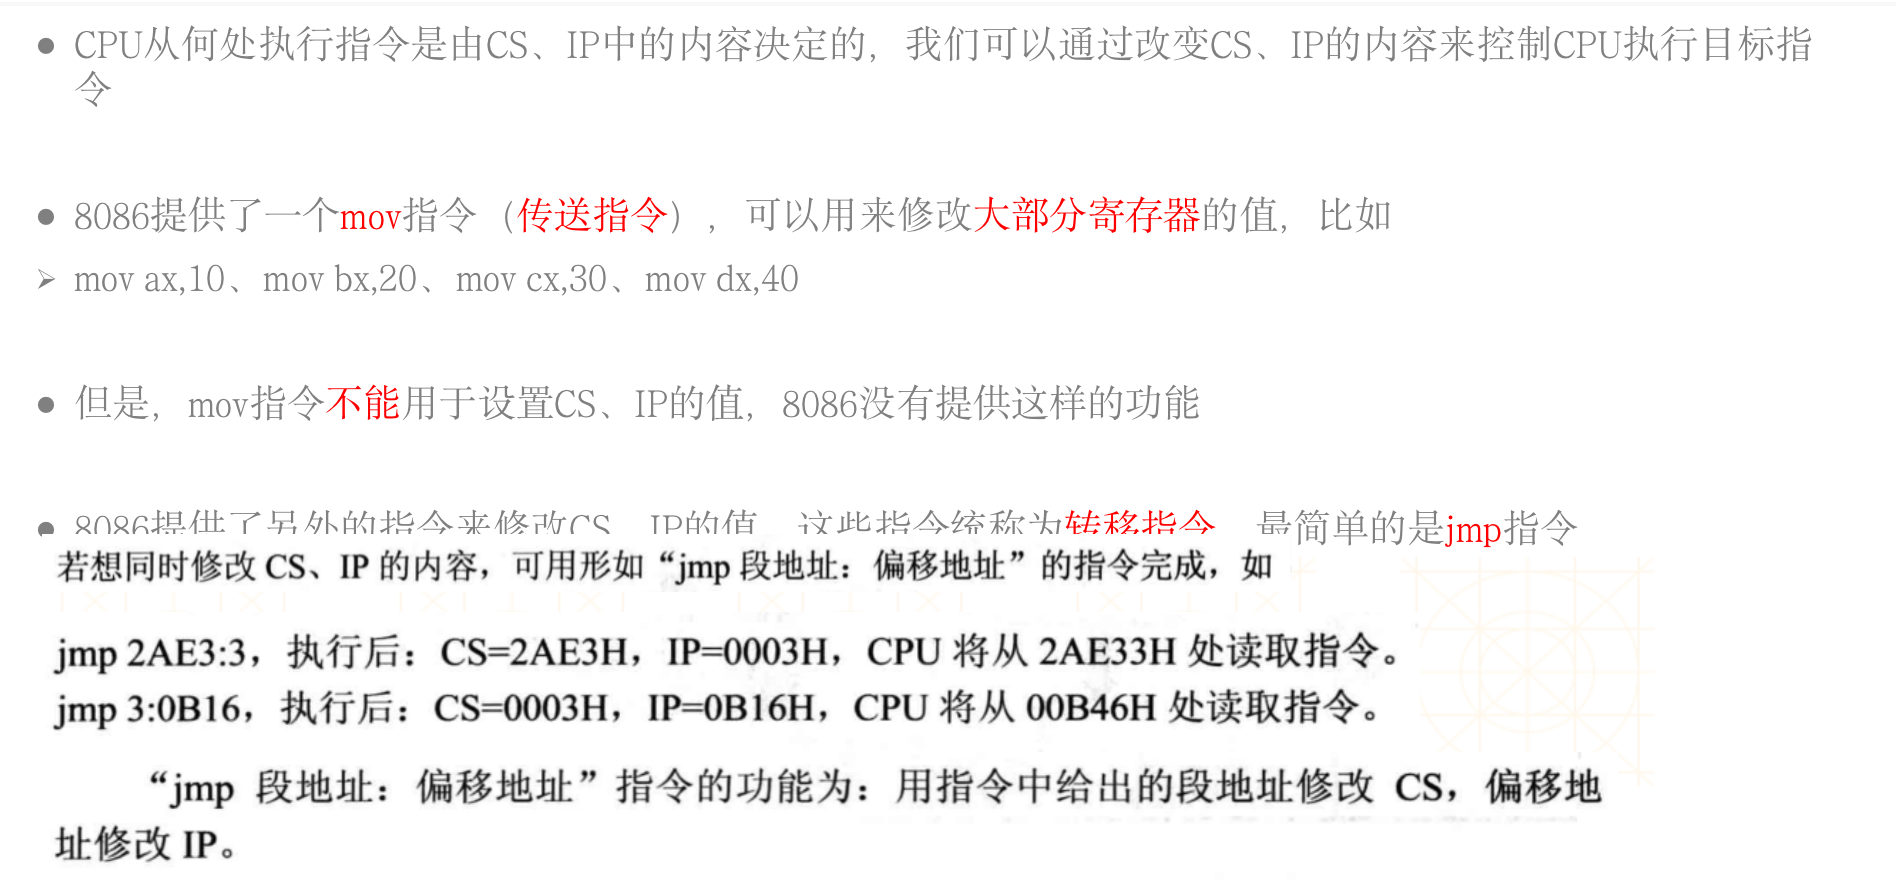 ● CPU从何处执行指令是由CS、IP中的内容决定的，我们可以通过改变CS、IP的内容来控制CPU执行目标指
令
● 8086提供了一个mov指令（传送指令），可以用来修改大部分寄存器的值，比如
➢ mov ax,10、mov bx,20、mov cx,30、mov dx,40
● 但是，mov指令不能用于设置CS、IP的值，8086没有提供这样的功能
● 8086提供了另外的指令来修改CS、IP的值，这些指令统称为转移指令，最简单的是jmp指令
若想同时修改 CS、IP 的内容，可用形如“jmp 段地址：偏移地址”的指令完成，如
jmp 2AE3:3，执行后：CS=2AE3H，IP=0003H，CPU 将从 2AE33H 处读取指令。
jmp 3:0B16，执行后：CS=0003H，IP=0B16H，CPU 将从 00B46H 处读取指令。
“jmp 段地址：偏移地址”指令的功能为：用指令中给出的段地址修改 CS，偏移地
址修改 IP。